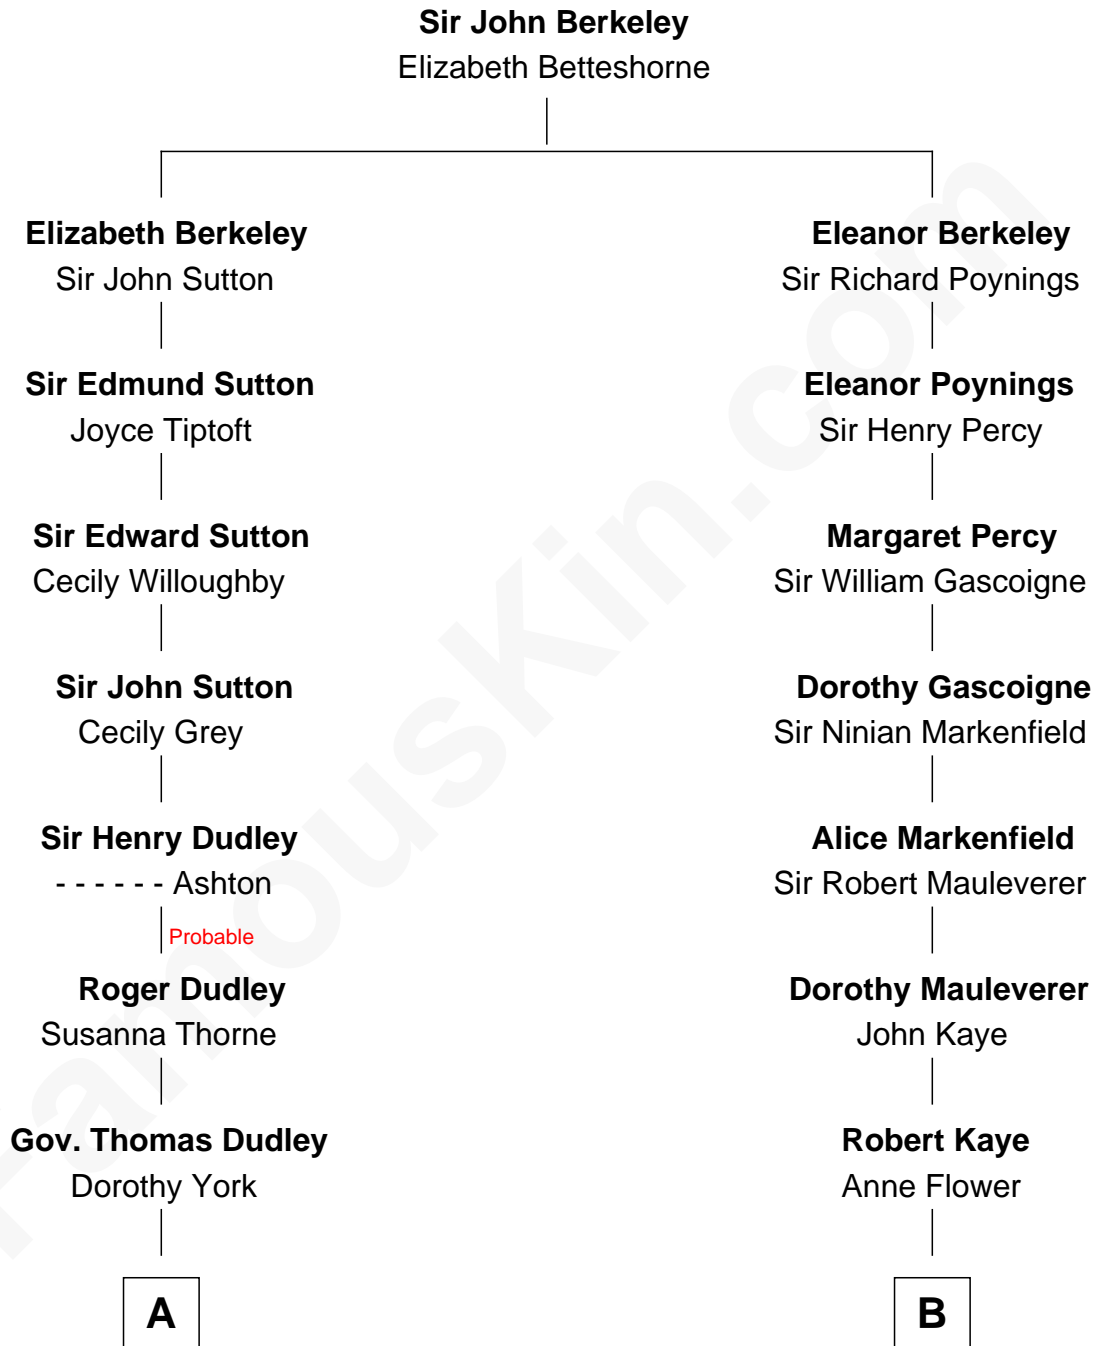 Sir John Berkeley
Elizabeth Betteshorne
Elizabeth Berkeley
Sir John Sutton
Eleanor Berkeley
Sir Richard Poynings
Sir Edmund Sutton
Joyce Tiptoft
Eleanor Poynings
Sir Henry Percy
Sir Edward Sutton
Cecily Willoughby
Margaret Percy
Sir William Gascoigne
Sir John Sutton
Cecily Grey
Dorothy Gascoigne
Sir Ninian Markenfield
Sir Henry Dudley
- - - - - - Ashton
Probable
Alice Markenfield
Sir Robert Mauleverer
Roger Dudley
Susanna Thorne
Dorothy Mauleverer
John Kaye
Gov. Thomas Dudley
Dorothy York
Robert Kaye
Anne Flower
A
B
FamousKin.com